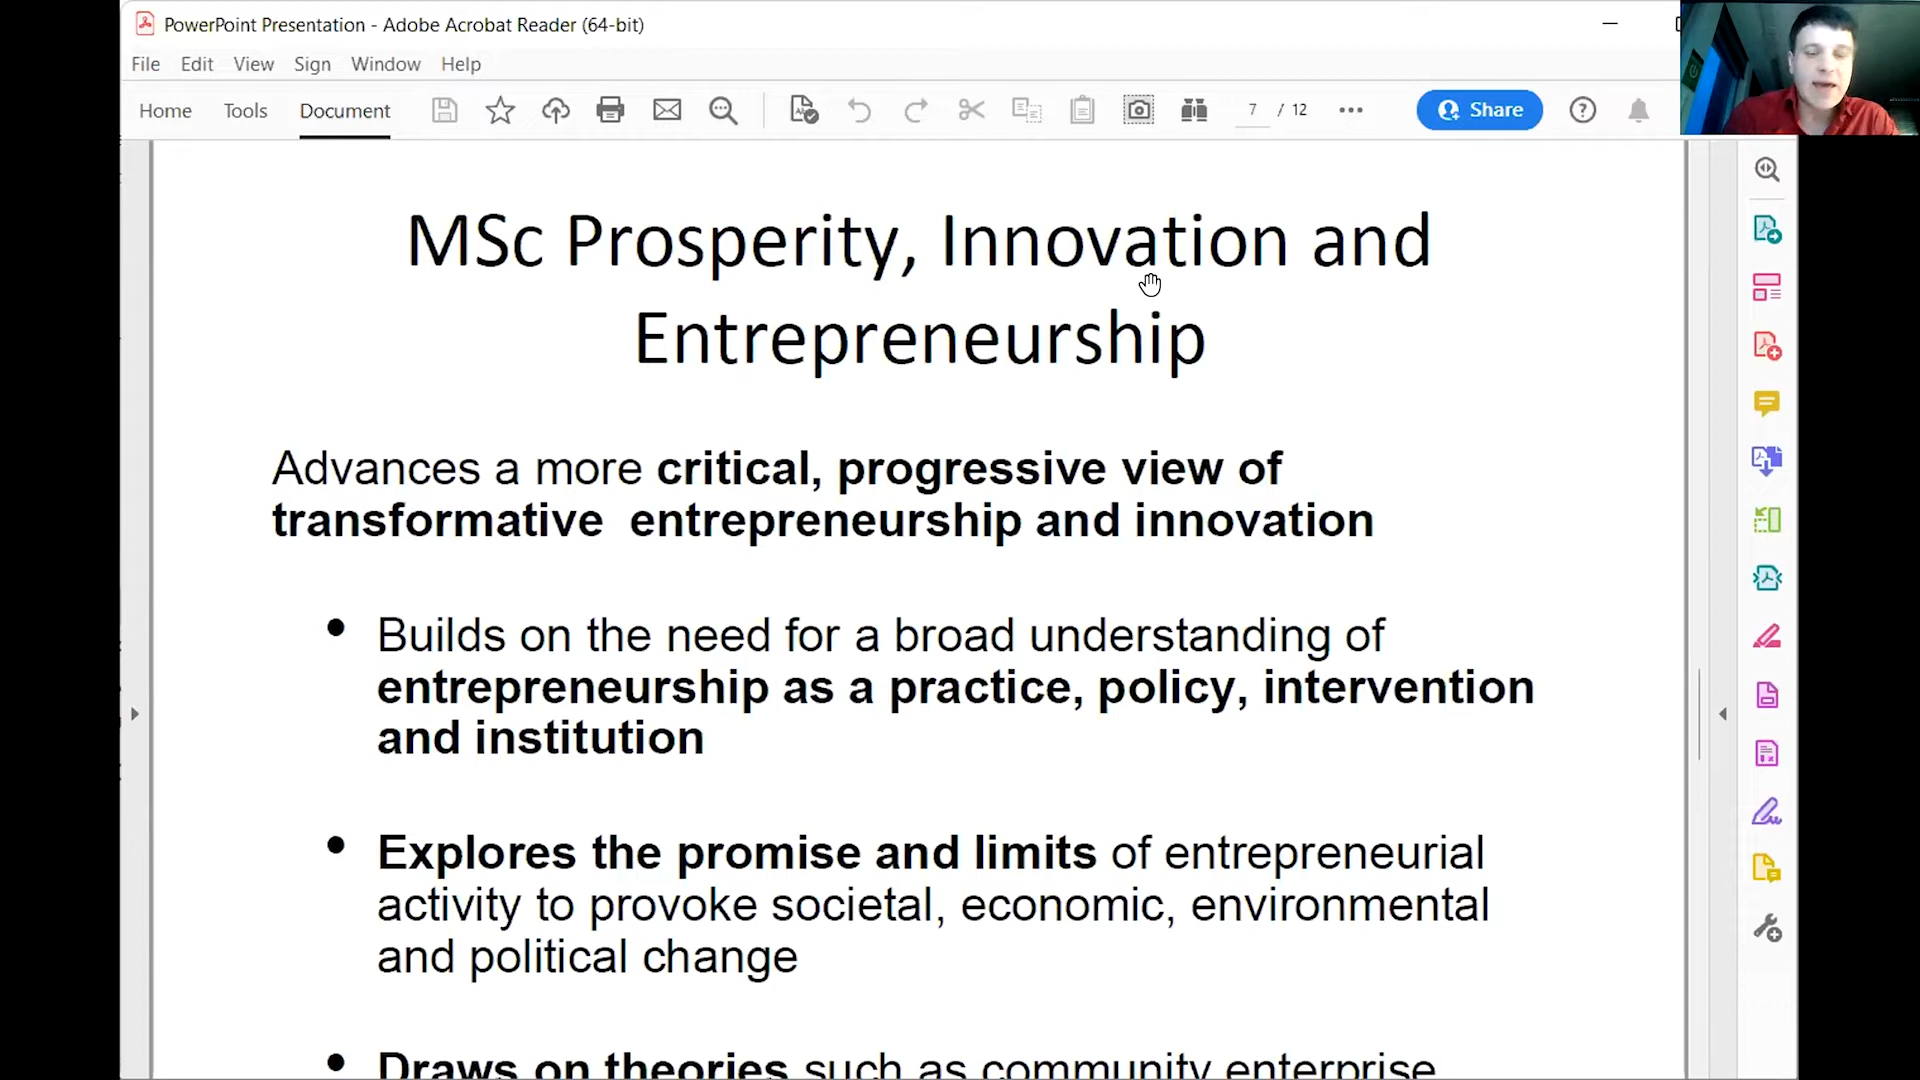 PowerPoint Presentation - Adobe Acrobat Reader (64-bit)
File Edit View Sign Window Help
Home Tools Document 7 / 12 Share
MSc Prosperity, Innovation and
Entrepreneurship
Advances a more critical, progressive view of
transformative entrepreneurship and innovation
• Builds on the need for a broad understanding of
entrepreneurship as a practice, policy, intervention
and institution
• Explores the promise and limits of entrepreneurial
activity to provoke societal, economic, environmental
and political change
• Draws on theories such as community enterprise,